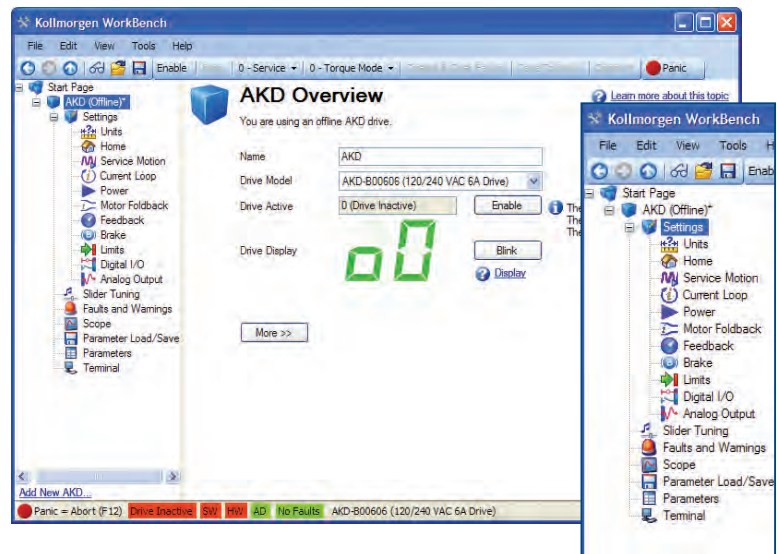 Kollmorgen WorkBench
File Edit View Tools Help
Enable 0 - Service 0 - Torque Mode Panic
Start Page
AKD (Offline)*
Settings
Units
Home
Service Motion
Current Loop
Power
Motor Foldback
Feedback
Brake
Limits
Digital I/O
Analog Output
Slider Tuning
Faults and Warnings
Scope
Parameter Load/Save
Parameters
Terminal
Add New AKD...
AKD Overview
Learn more about this topic
You are using an offline AKD drive.
Name AKD
Drive Model AKD-B00606 (120/240 VAC 6A Drive)
Drive Active 0 (Drive Inactive) Enable The
The
The
Drive Display o0 Blink
Display
More >>
Panic = Abort (F12) Drive Inactive SW HW AD No Faults AKD-B00606 (120/240 VAC 6A Drive)
Kollmorgen WorkBench
File Edit View Tools H
Enab
Start Page
AKD (Offline)*
Settings
Units
Home
Service Motion
Current Loop
Power
Motor Foldback
Feedback
Brake
Limits
Digital I/O
Analog Output
Slider Tuning
Faults and Warnings
Scope
Parameter Load/Save
Parameters
Terminal